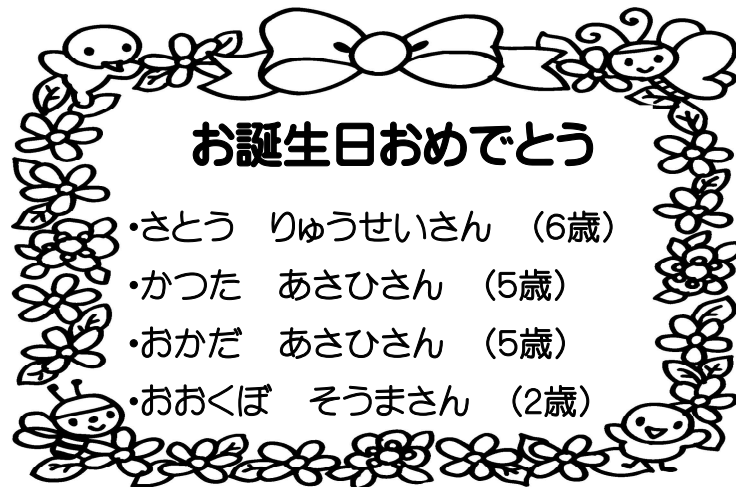 お誕生日おめでとう
・さとう　りゅうせいさん　（6歳）
・かつた　あさひさん　（5歳）
・おかだ　あさひさん　（5歳）
・おおくぼ　そうまさん　（2歳）